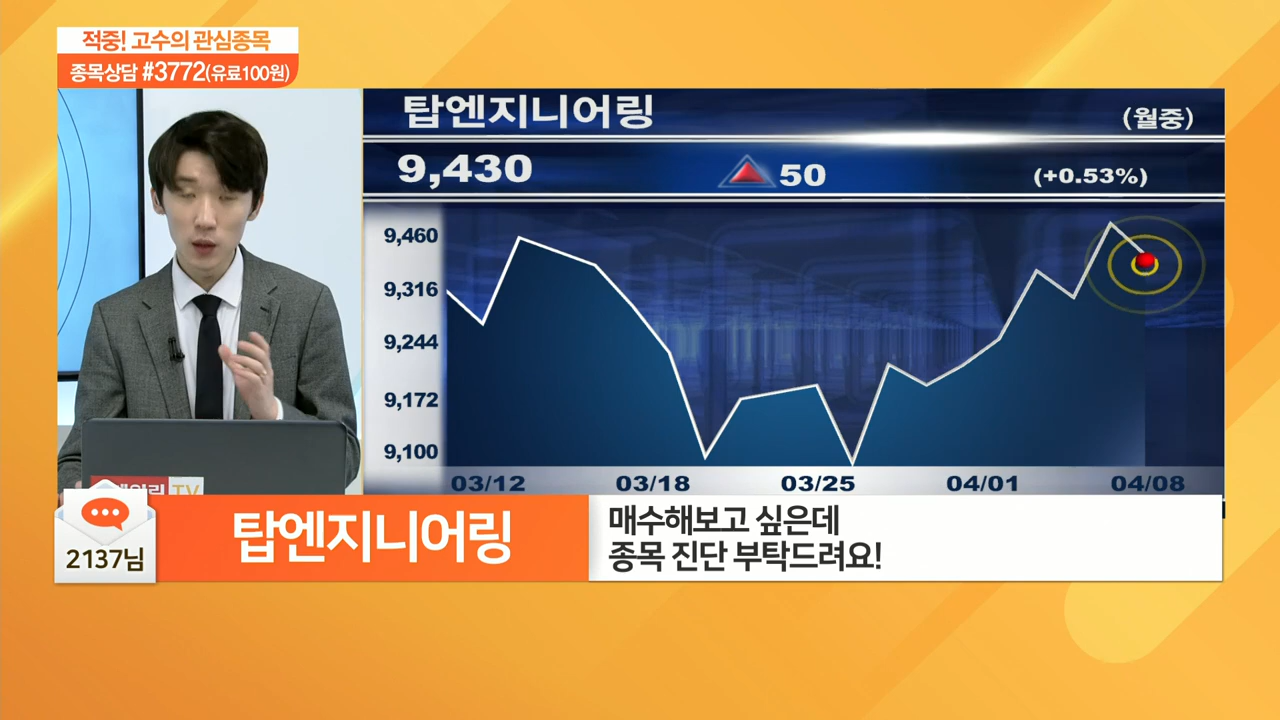 적중! 고수의 관심종목
종목상담 #3772(유료100원)
탑엔지니어링
(월중)
9,430
50
(+0.53%)
9,460
9,316
9,244
9,172
9,100
03/12
03/18
03/25
04/01
04/08
TV
2137님
탑엔지니어링
매수해보고 싶은데
종목 진단 부탁드려요!